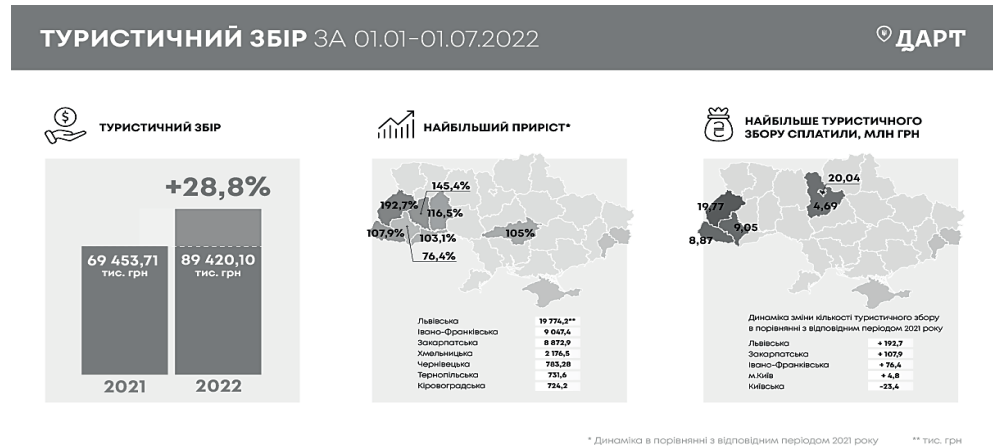 ТУРИСТИЧНИЙ ЗБІР ЗА 01.01-01.07.2022
ДАРТ
ТУРИСТИЧНИЙ ЗБІР
+28,8%
69 453,71
тис. грн
89 420,10
тис. грн
2021
2022
НАЙБІЛЬШИЙ ПРИРІСТ*
145,4%
192,7%
116,5%
107,9%
103,1%
105%
76,4%
Львівська 19 774,2**
Івано-Франківська 9 047,4
Закарпатська 8 872,9
Хмельницька 2 176,5
Чернівецька 783,28
Тернопільська 731,6
Кіровоградська 724,2
НАЙБІЛЬШЕ ТУРИСТИЧНОГО
ЗБОРУ СПЛАТИЛИ, МЛН ГРН
20,04
19,77
4,69
9,05
8,87
Динаміка зміни кількості туристичного збору
в порівнянні з відповідним періодом 2021 року
Львівська + 192,7
Закарпатська + 107,9
Івано-Франківська + 76,4
м.Київ + 4,8
Київська -23,4
* Динаміка в порівнянні з відповідним періодом 2021 року
** тис. грн